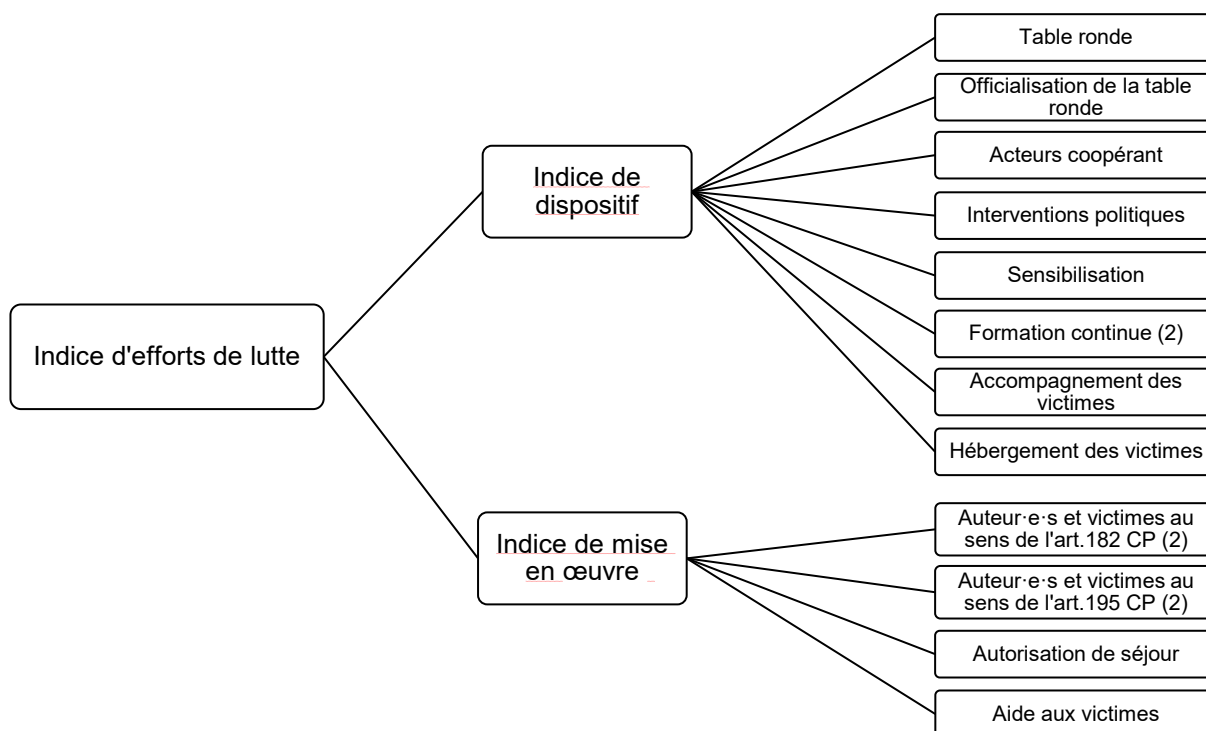 Table ronde
Officialisation de la table
ronde
Acteurs coopérant
Indice de
dispositif
Interventions politiques
Sensibilisation
Formation continue (2)
Indice d'efforts de lutte
Accompagnement des
victimes
Hébergement des victimes
Auteur·e·s et victimes au
sens de l'art.182 CP (2)
Indice de mise
en œuvre
Auteur·e·s et victimes au
sens de l'art.195 CP (2)
Autorisation de séjour
Aide aux victimes